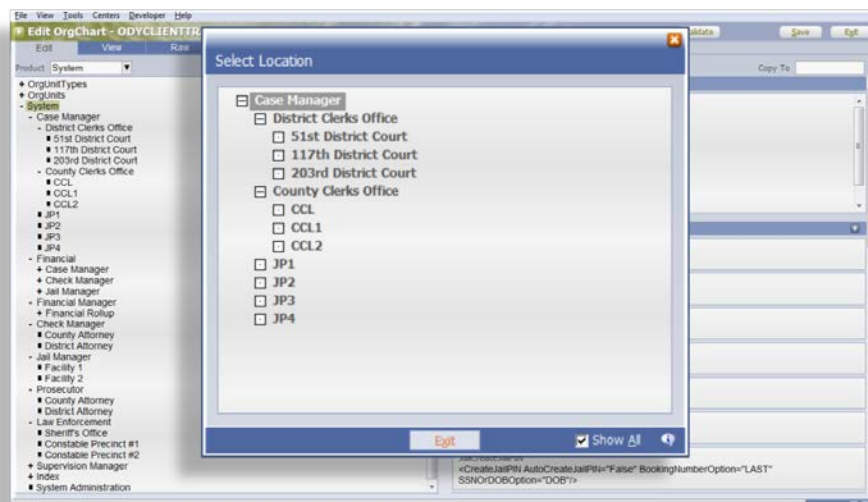 File View Tools Centers Developer Help
Edit OrgChart - ODYCLIENTTR
Validate Save Exit
Edit View Raw
Product System
Copy To
+ OrgUnitTypes
+ OrgUnits
- System
- Case Manager
- District Clerks Office
51st District Court
117th District Court
203rd District Court
- County Clerks Office
CCL
CCL1
CCL2
JP1
JP2
JP3
JP4
- Financial
+ Case Manager
+ Check Manager
+ Jail Manager
- Financial Manager
+ Financial Rollup
- Check Manager
County Attorney
District Attorney
- Jail Manager
Facility 1
Facility 2
- Prosecutor
County Attorney
District Attorney
- Law Enforcement
Sheriff's Office
Constable Precinct #1
Constable Precinct #2
+ Supervision Manager
+ Index
System Administration
Select Location
Case Manager
District Clerks Office
51st District Court
117th District Court
203rd District Court
County Clerks Office
CCL
CCL1
CCL2
JP1
JP2
JP3
JP4
Exit Show All
<CreateJailPIN AutoCreateJailPIN="False" BookingNumberOption="LAST"
SSNOrDOBOption="DOB"/>